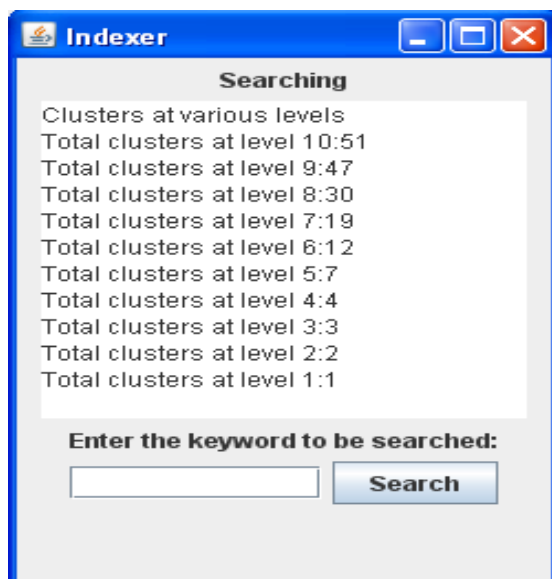 Indexer
Searching
Clusters at various levels
Total clusters at level 10:51
Total clusters at level 9:47
Total clusters at level 8:30
Total clusters at level 7:19
Total clusters at level 6:12
Total clusters at level 5:7
Total clusters at level 4:4
Total clusters at level 3:3
Total clusters at level 2:2
Total clusters at level 1:1
Enter the keyword to be searched:
Search